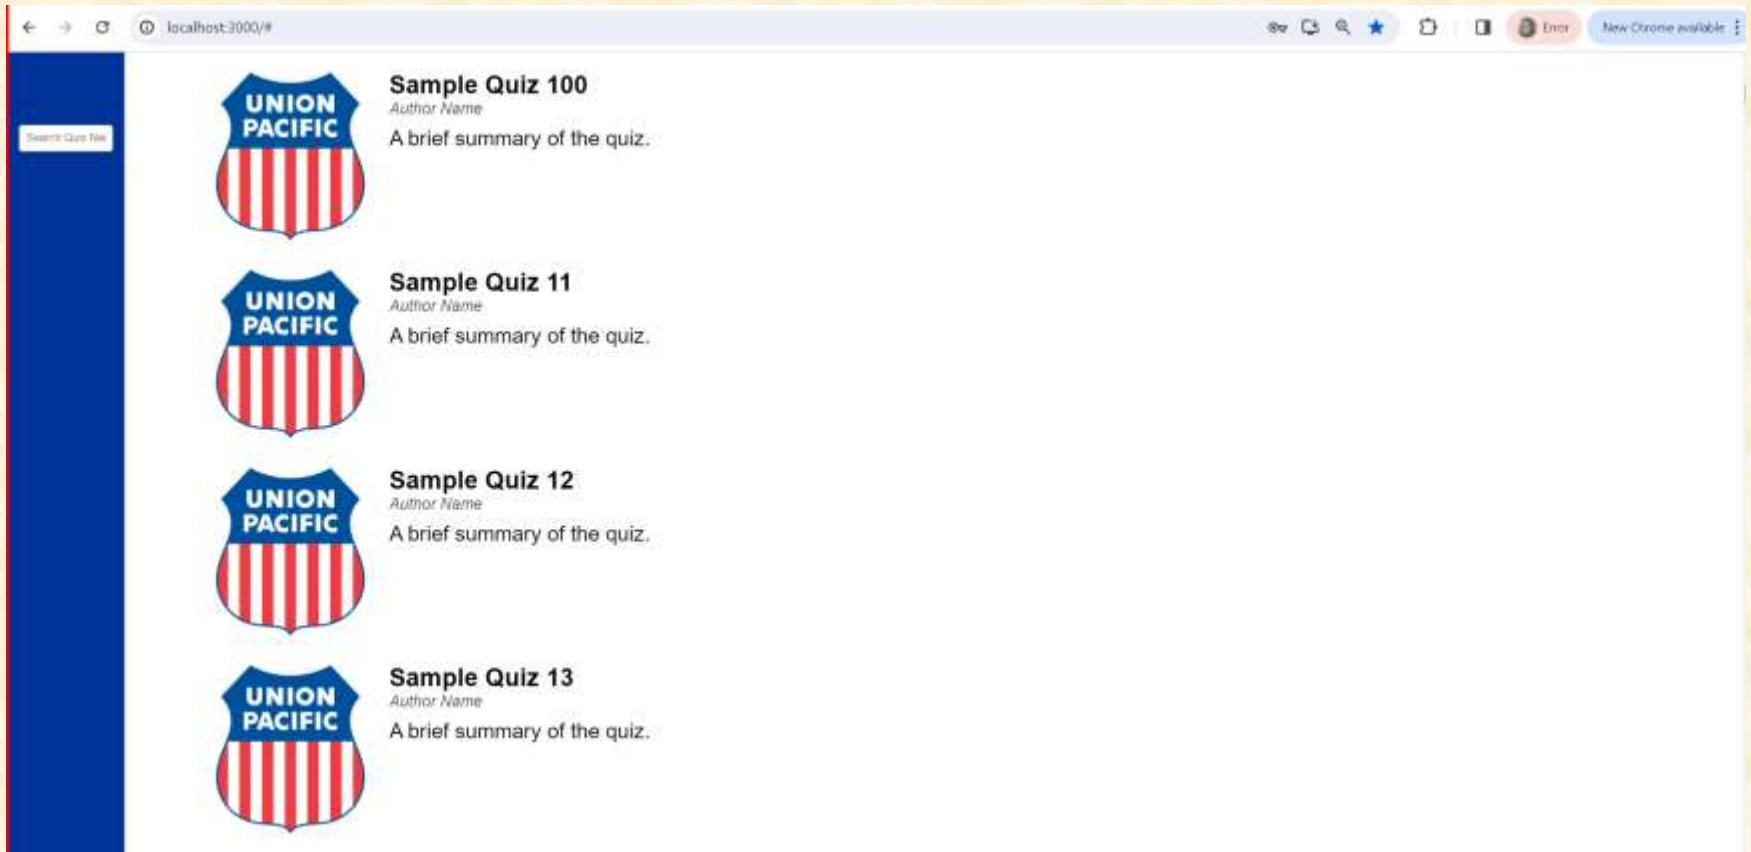 localhost:3000/#
Error
New Chrome available
Search Quiz
UNION
PACIFIC
Sample Quiz 100
Author Name
A brief summary of the quiz.
UNION
PACIFIC
Sample Quiz 11
Author Name
A brief summary of the quiz.
UNION
PACIFIC
Sample Quiz 12
Author Name
A brief summary of the quiz.
UNION
PACIFIC
Sample Quiz 13
Author Name
A brief summary of the quiz.